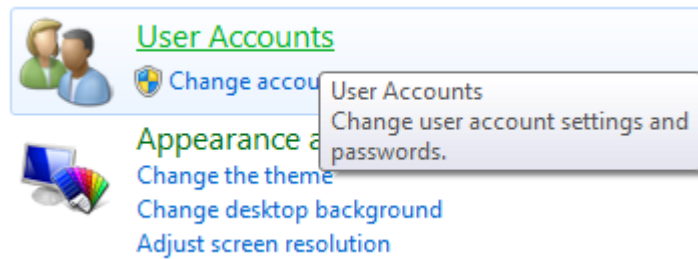 User Accounts
Change accou
User Accounts
Change user account settings and
passwords.
Appearance a
Change the theme
Change desktop background
Adjust screen resolution